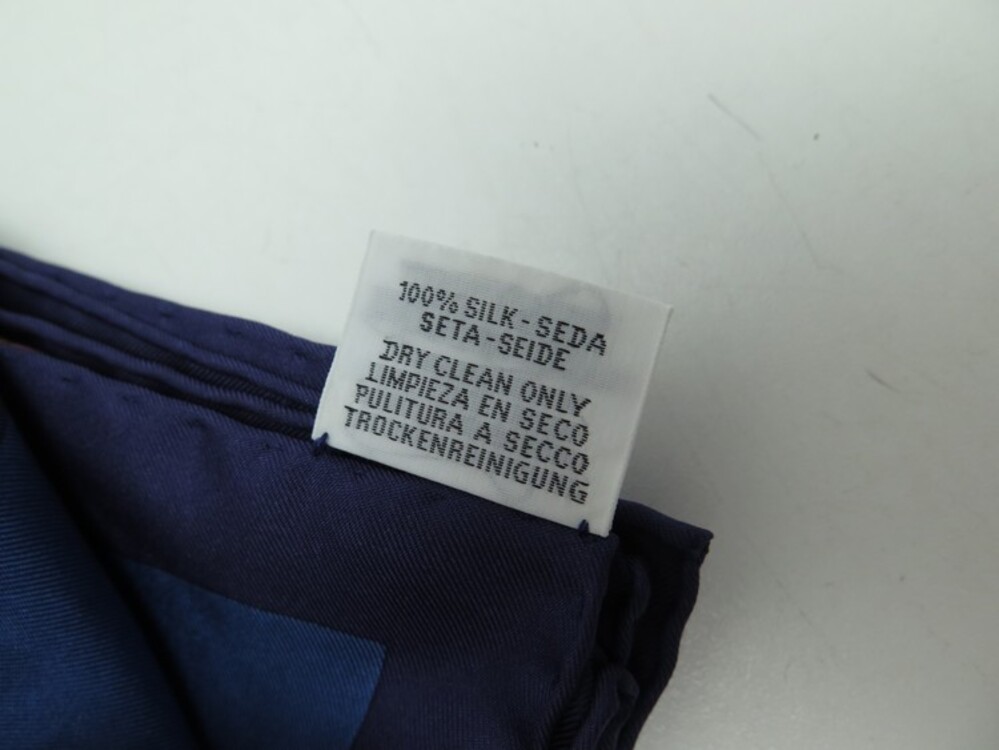 100% SILK - SEDA
SETA - SEIDE
DRY CLEAN ONLY
LIMPIEZA EN SECO
PULITURA A SECCO
TROCKENREINIGUNG